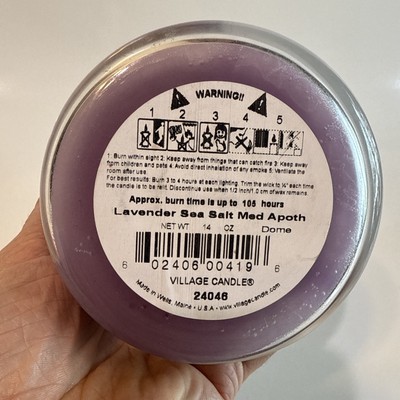 WARNING!!
1 2 3 4 5
1: Burn within sight 2: Keep away from things that can catch fire 3: Keep away
fpm children and pets 4: Avoid direct inhalation of any smoke 5: Ventilate the
room after use.
For best results: Burn 3 to 4 hours at each lighting. Trim the wick to ¼" each time
the candle is to be relit. Discontinue use when 1/2 inch/1.0 cm of wax remains.
Approx. burn time is up to 105 hours
Lavender Sea Salt Med Apoth
NET WT 14 OZ Dome
6 02406 00419 6
VILLAGE CANDLE®
24046
Made in Wells, Maine • U S A • www.villagecandle.com